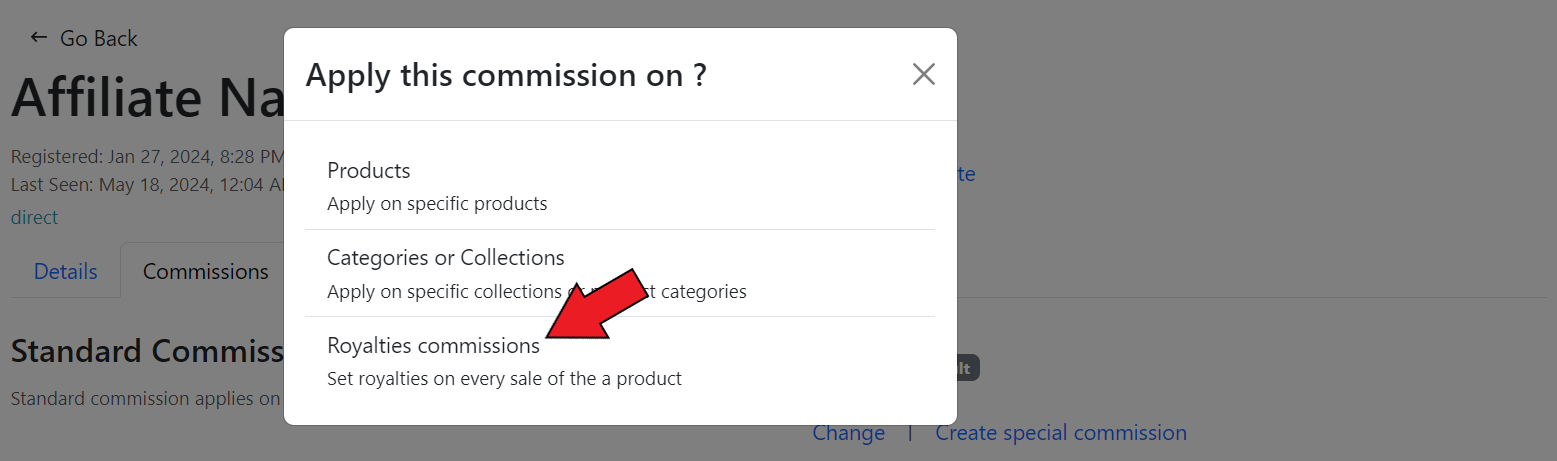 ← Go Back
Affiliate Na
Registered: Jan 27, 2024, 8:28 PM
Last Seen: May 18, 2024, 12:04 A
direct
Details
Commissions
Apply this commission on ?
Products
Apply on specific products
Categories or Collections
Apply on specific collections categories
Royalties commissions
Set royalties on every sale of the a product
te
Standard Commiss
Standard commission applies on
lt
Change | Create special commission